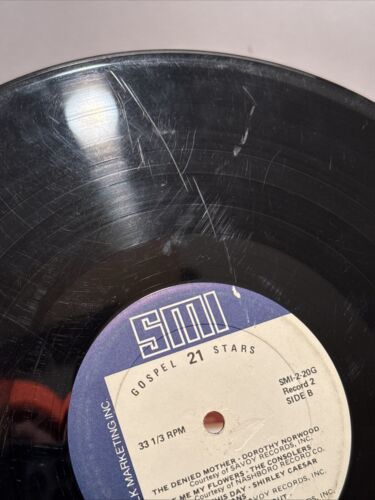 SMI
GOSPEL 21 STARS
SMI-2-20G
Record 2
SIDE B
33 1/3 RPM
THE DENIED MOTHER - DOROTHY NORWOOD
Courtesy of SAVOY RECORDS, INC.
ME MY FLOWERS - THE CONSOLERS
Courtesy of NASHBORO RECORD CO.
DAY - SHIRLEY CAESAR
RECORDS, INC.
K MARKETING INC.